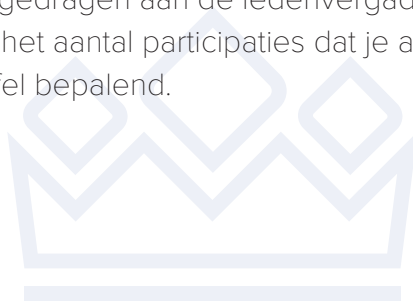 gedragen aan de ledenvergad
het aantal participaties dat je a
fel bepalend.